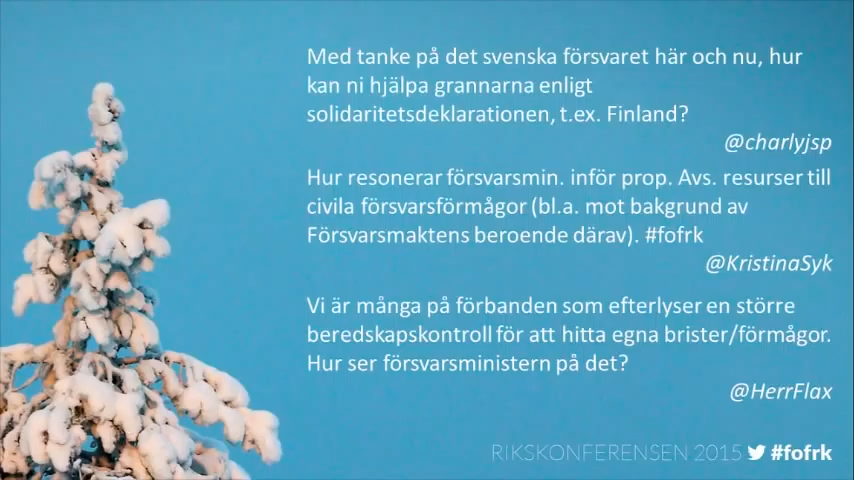 Med tanke på det svenska försvaret här och nu, hur
kan ni hjälpa grannarna enligt
solidaritetsdeklarationen, t.ex. Finland?
@charlyjsp
Hur resonerar försvarsmin. inför prop. Avs. resurser till
civila försvarsförmågor (bl.a. mot bakgrund av
Försvarsmaktens beroende därav). #fofrk
@KristinaSyk
Vi är många på förbanden som efterlyser en större
beredskapskontroll för att hitta egna brister/förmågor.
Hur ser försvarsministern på det?
@HerrFlax
RIKSKONFERENSEN 2015 #fofrk